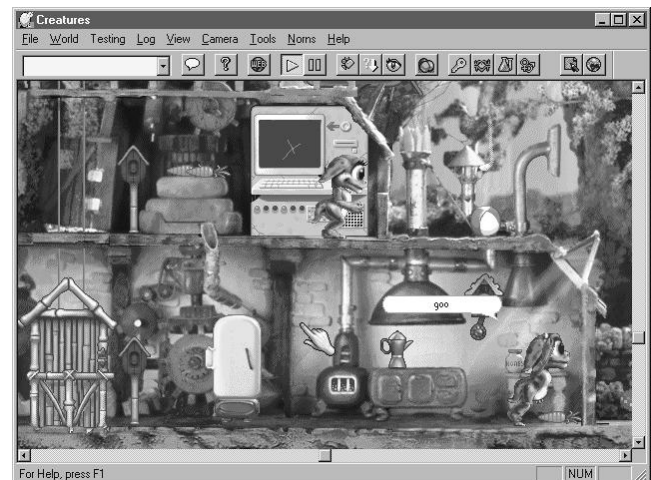 Creatures
File World Testing Log View Camera Tools Norns Help
goo
For Help, press F1
NUM